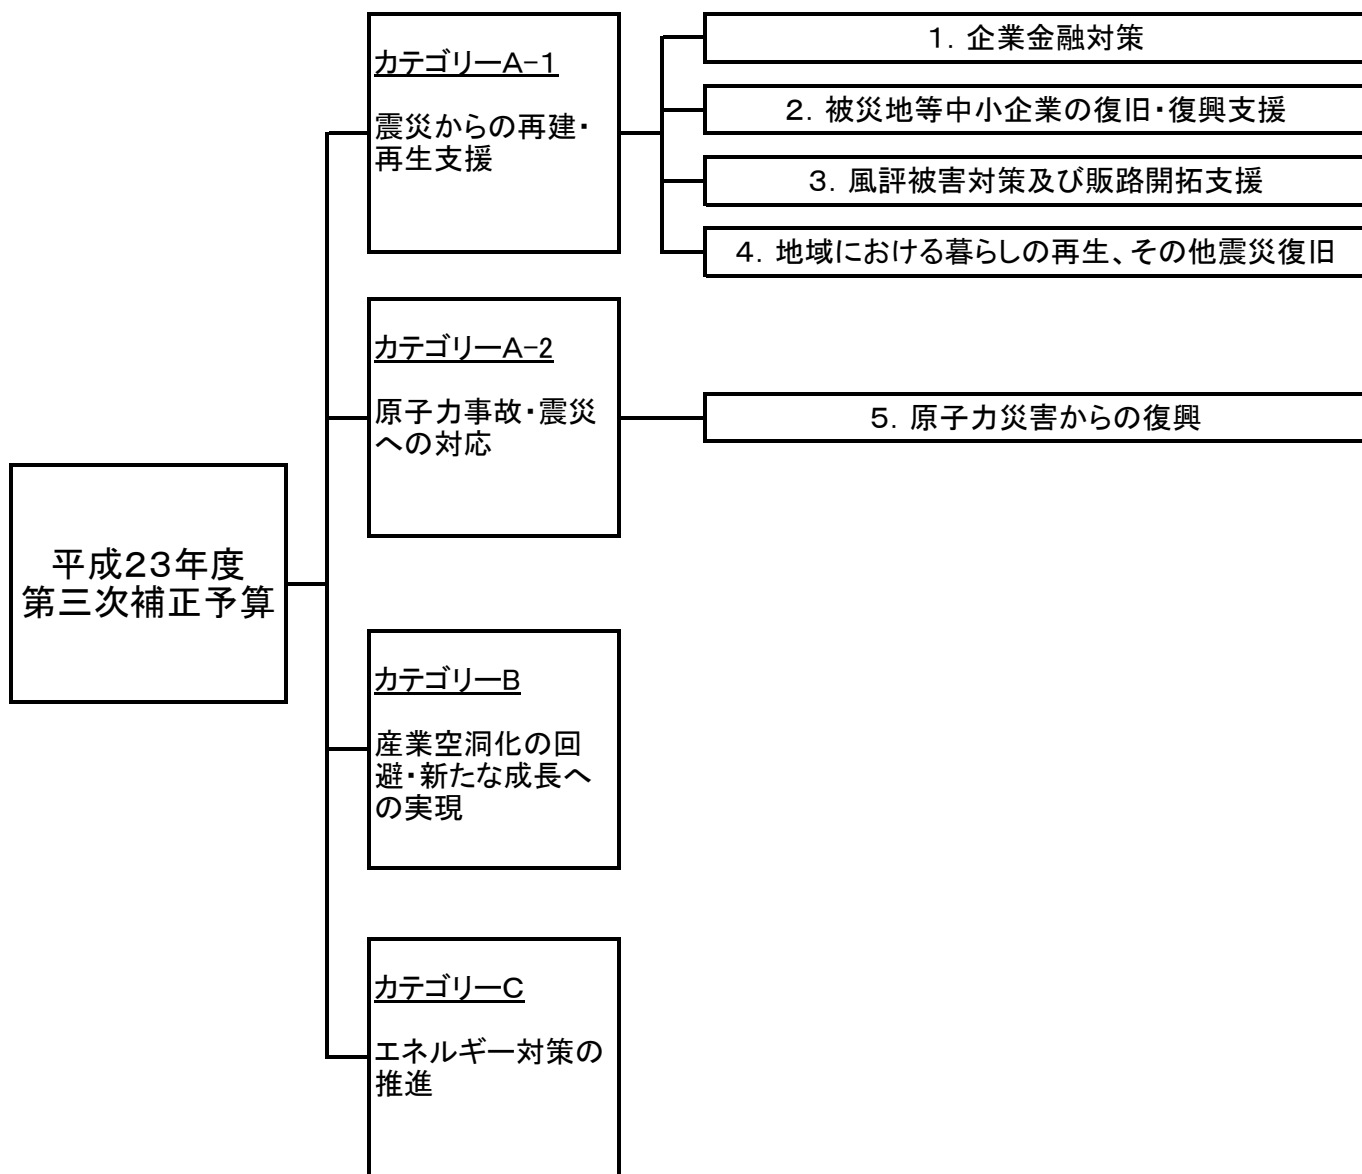 平成23年度
第三次補正予算
カテゴリーA-1
震災からの再建・
再生支援
1. 企業金融対策
2. 被災地等中小企業の復旧・復興支援
3. 風評被害対策及び販路開拓支援
4. 地域における暮らしの再生、その他震災復旧
カテゴリーA-2
原子力事故・震災
への対応
5. 原子力災害からの復興
カテゴリーB
産業空洞化の回
避・新たな成長へ
の実現
カテゴリーC
エネルギー対策の
推進